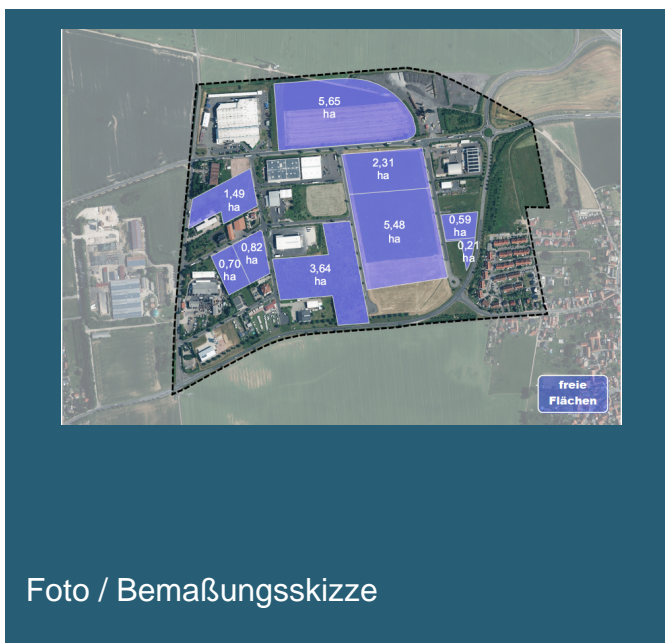 5,65
ha
2,31
ha
1,49
ha
5,48
ha
0,59
ha
0,21
ha
0,82
ha
0,70
ha
3,64
ha
freie
Flächen
Foto / Bemaßungsskizze